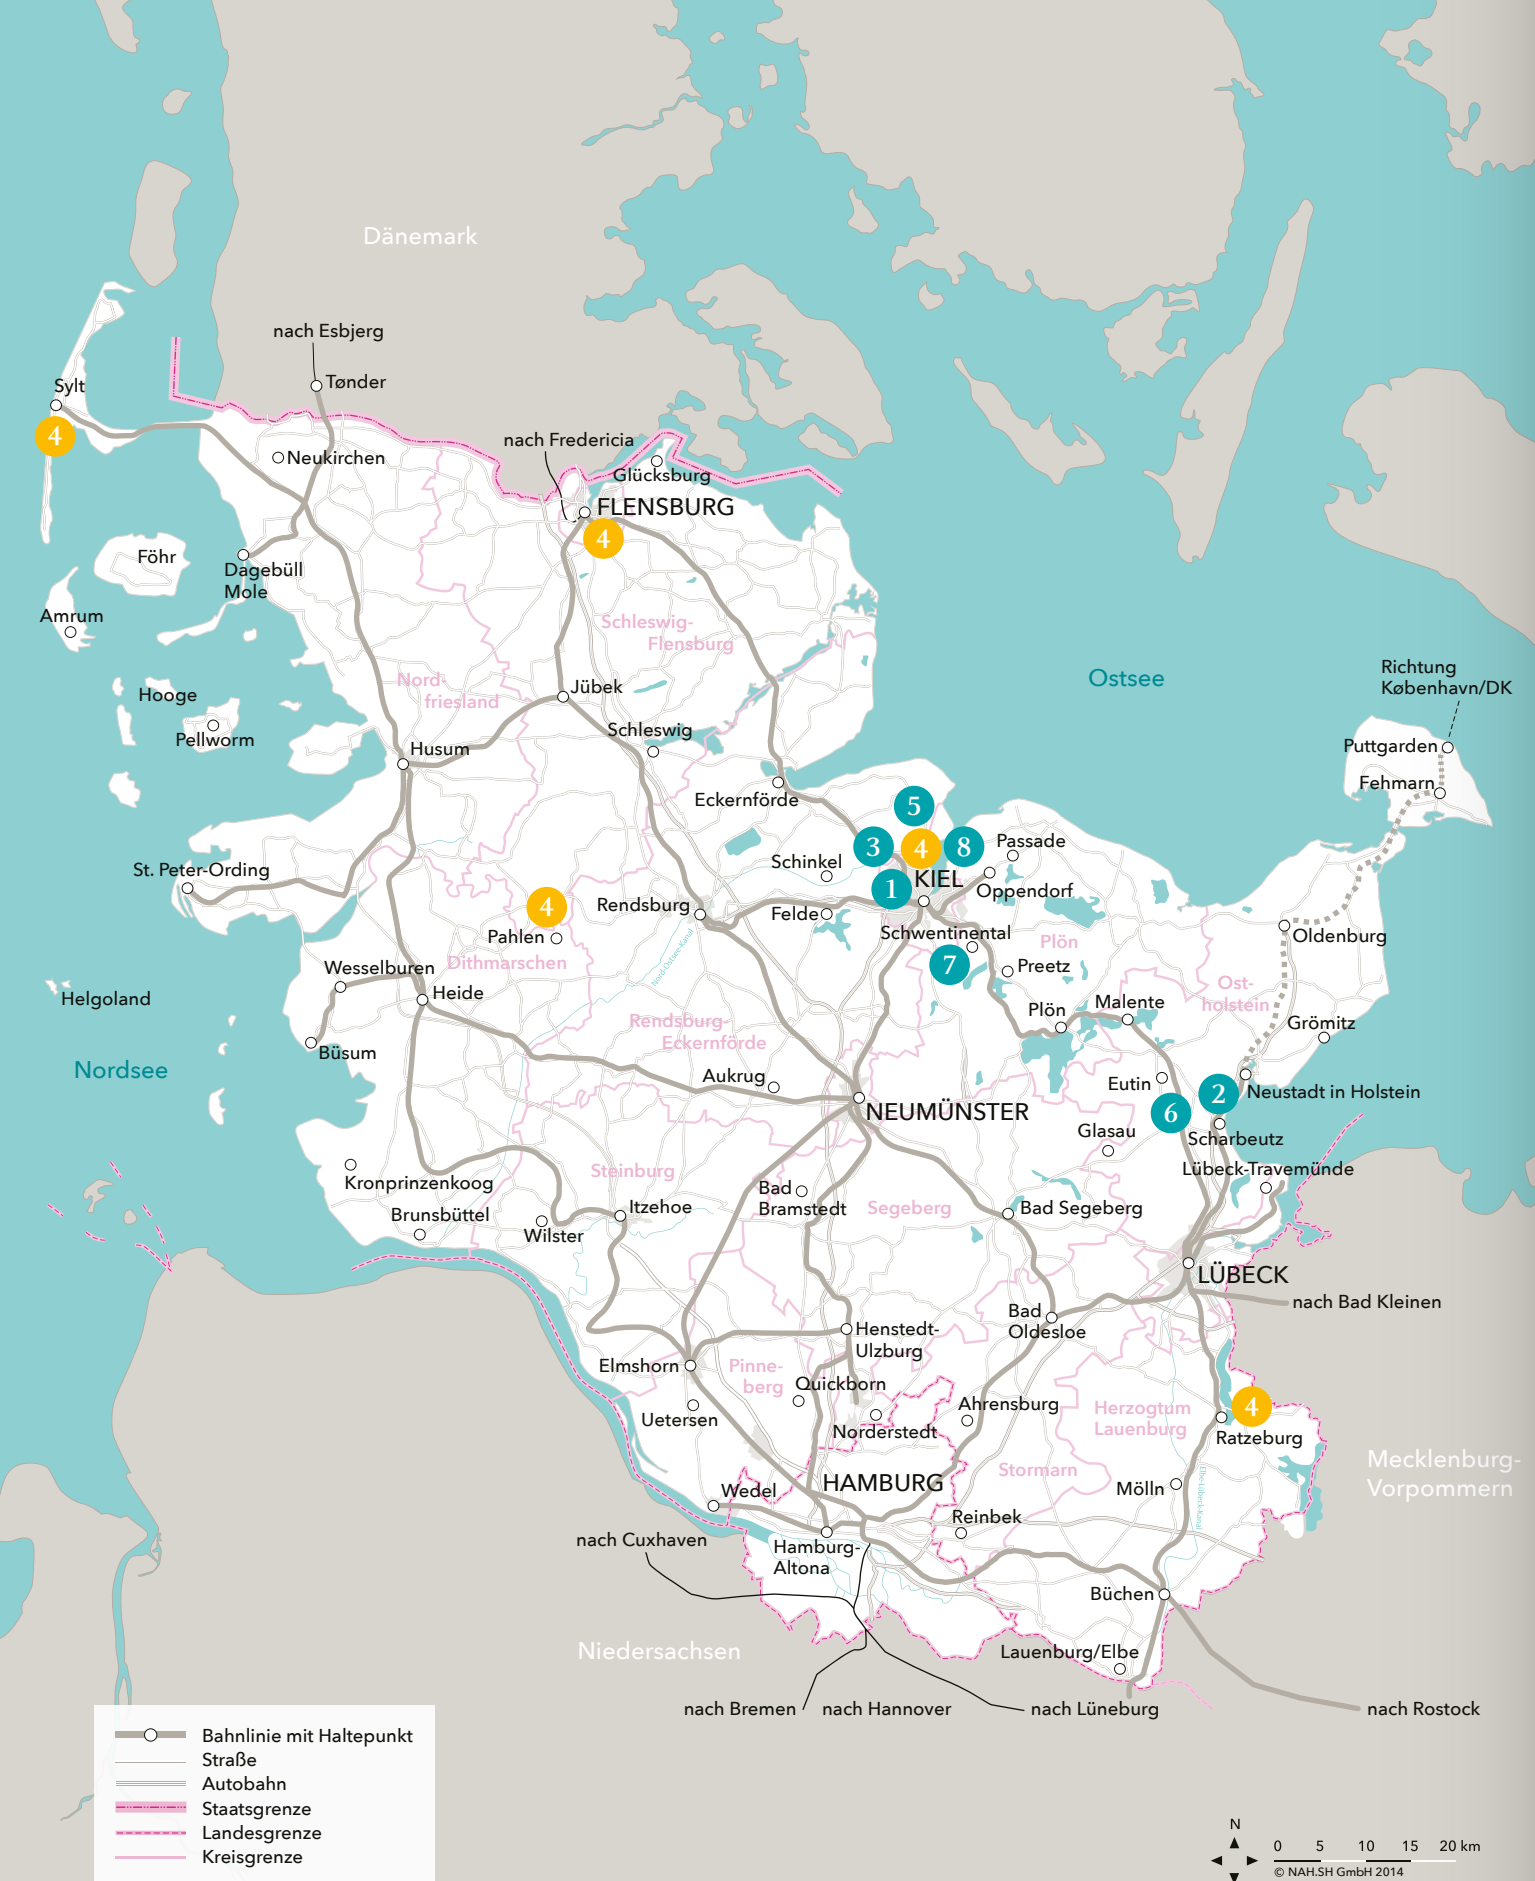 Dänemark
nach Esbjerg
Tønder
Sylt
4
nach Fredericia
Neukirchen
Glücksburg
FLENSBURG
4
Föhr
Dagebüll
Mole
Amrum
Schleswig-
Flensburg
Nord-
friesland
Ostsee
Richtung
København/DK
Hooge
Jübek
Pellworm
Schleswig
Husum
Puttgarden
Fehmarn
Eckernförde
5
3
4
8
Passade
Schinkel
St. Peter-Ording
KIEL
1
Oppendorf
4
Rendsburg
Felde
Pahlen
Schwentinental
Plön
Oldenburg
Nord-Ostsee-Kanal
Dithmarschen
7
Preetz
Wesselburen
Heide
Helgoland
Ost-
holstein
Malente
Plön
Grömitz
Rendsburg-
Eckernförde
Büsum
Nordsee
Aukrug
Eutin
2
Neustadt in Holstein
NEUMÜNSTER
6
Glasau
Scharbeutz
Steinburg
Lübeck-Travemünde
Kronprinzenkoog
Bad
Bramstedt
Segeberg
Bad Segeberg
Itzehoe
Brunsbüttel
Wilster
LÜBECK
nach Bad Kleinen
Bad
Oldesloe
Henstedt-
Ulzburg
Elmshorn
Pinne-
berg
Quickborn
Uetersen
Norderstedt
Ahrensburg
Herzogtum
Lauenburg
4
Ratzeburg
Mecklenburg-
Vorpommern
Stormarn
HAMBURG
Mölln
Elbe-Lübeck-Kanal
Wedel
Reinbek
nach Cuxhaven
Hamburg-
Altona
Büchen
Niedersachsen
Lauenburg/Elbe
nach Bremen
nach Hannover
nach Lüneburg
nach Rostock
Bahnlinie mit Haltepunkt
Straße
Autobahn
Staatsgrenze
Landesgrenze
Kreisgrenze
N
0 5 10 15 20 km
© NAH.SH GmbH 2014